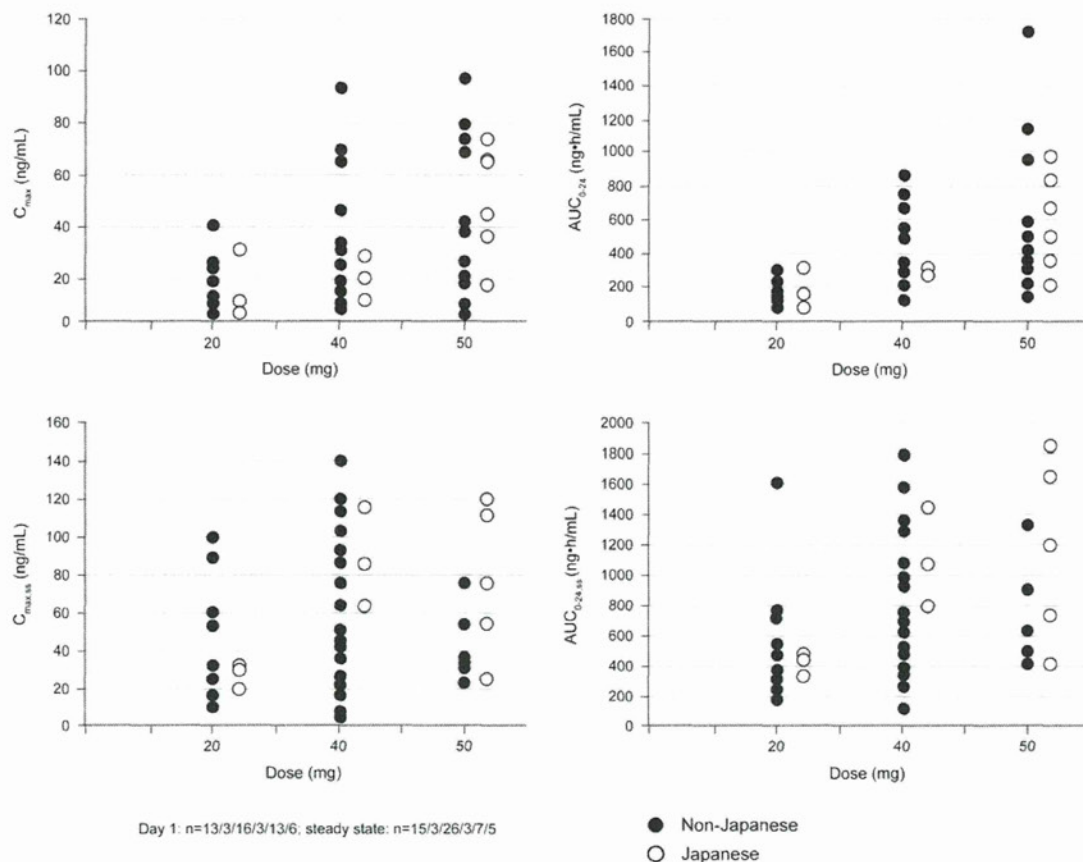 120
100
80
60
40
20
0
C_max (ng/mL)
20 40 50
Dose (mg)
1800
1600
1400
1200
1000
800
600
400
200
0
AUC_0-24 (ng•h/mL)
20 40 50
Dose (mg)
160
140
120
100
80
60
40
20
0
C_max,ss (ng/mL)
20 40 50
Dose (mg)
2000
1800
1600
1400
1200
1000
800
600
400
200
0
AUC_0-24,ss (ng•h/mL)
20 40 50
Dose (mg)
Day 1: n=13/3/16/3/13/6; steady state: n=15/3/26/3/7/5
Non-Japanese
Japanese